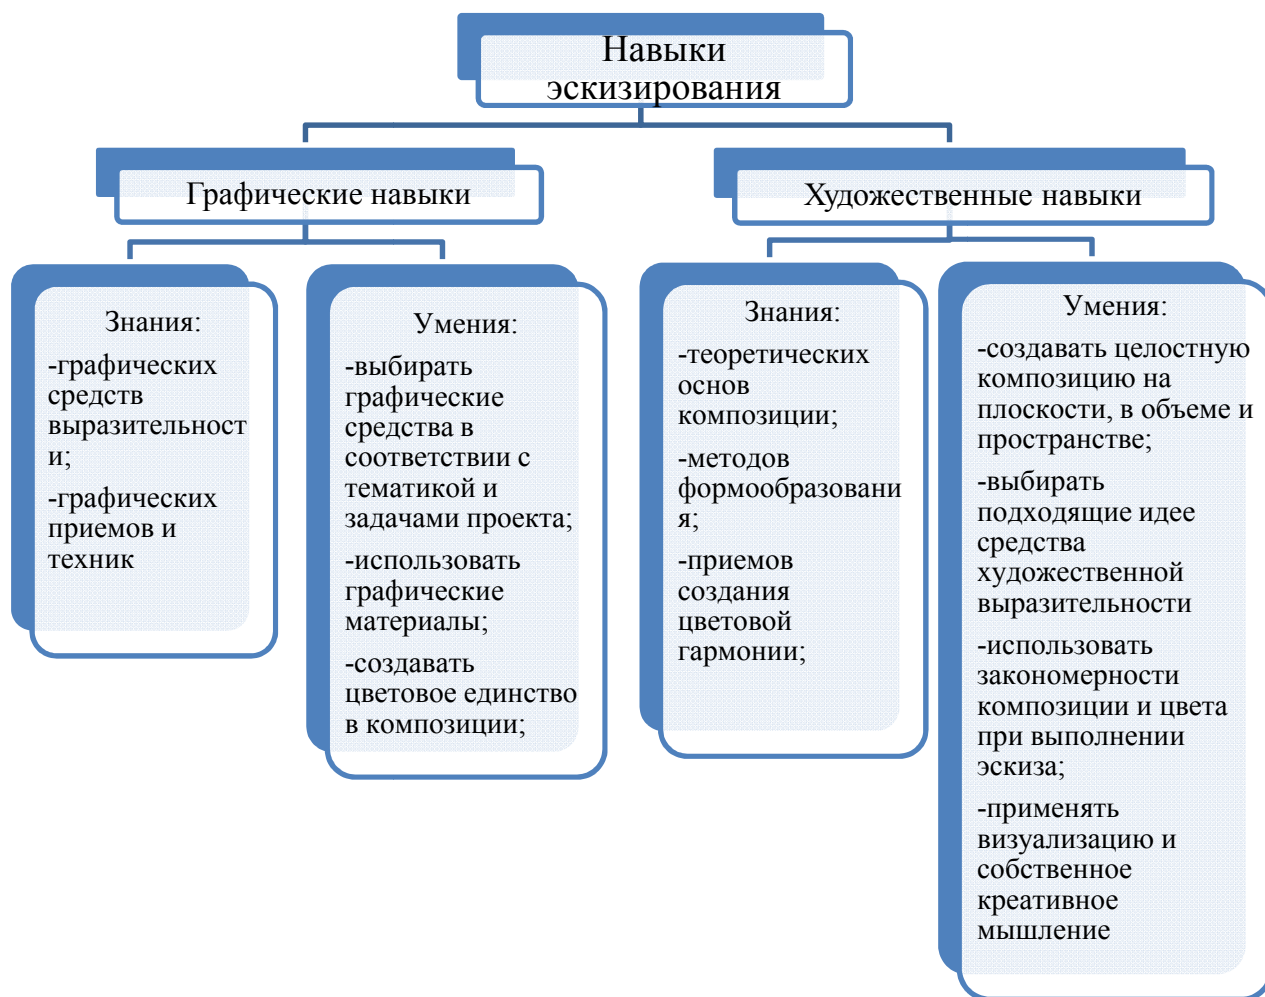 Навыки
эскизирования
Графические навыки
Художественные навыки
Знания:
-графических
средств
выразительност
и;
-графических
приемов и
техник
Умения:
-выбирать
графические
средства в
соответствии с
тематикой и
задачами проекта;
-использовать
графические
материалы;
-создавать
цветовое единство
в композиции;
Знания:
-теоретических
основ
композиции;
-методов
формообразовани
я;
-приемов
создания
цветовой
гармонии;
Умения:
-создавать целостную
композицию на
плоскости, в объеме и
пространстве;
-выбирать
подходящие идее
средства
художественной
выразительности
-использовать
закономерности
композиции и цвета
при выполнении
эскиза;
-применять
визуализацию и
собственное
креативное
мышление